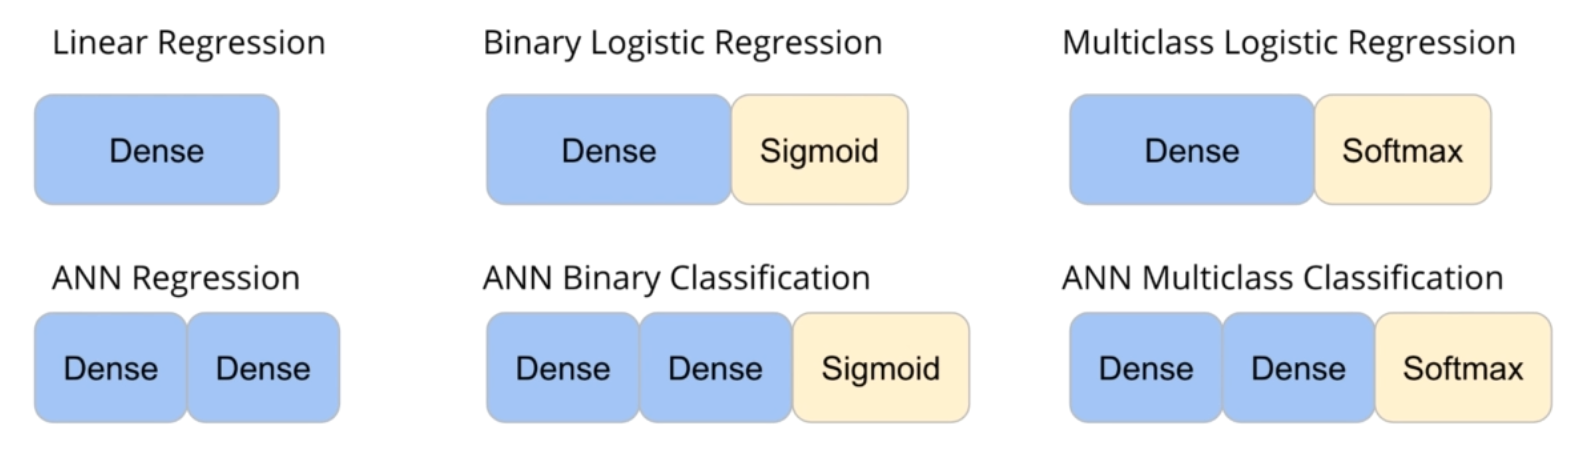 Linear Regression
Dense
Binary Logistic Regression
Dense Sigmoid
Multiclass Logistic Regression
Dense Softmax
ANN Regression
Dense Dense
ANN Binary Classification
Dense Dense Sigmoid
ANN Multiclass Classification
Dense Dense Softmax